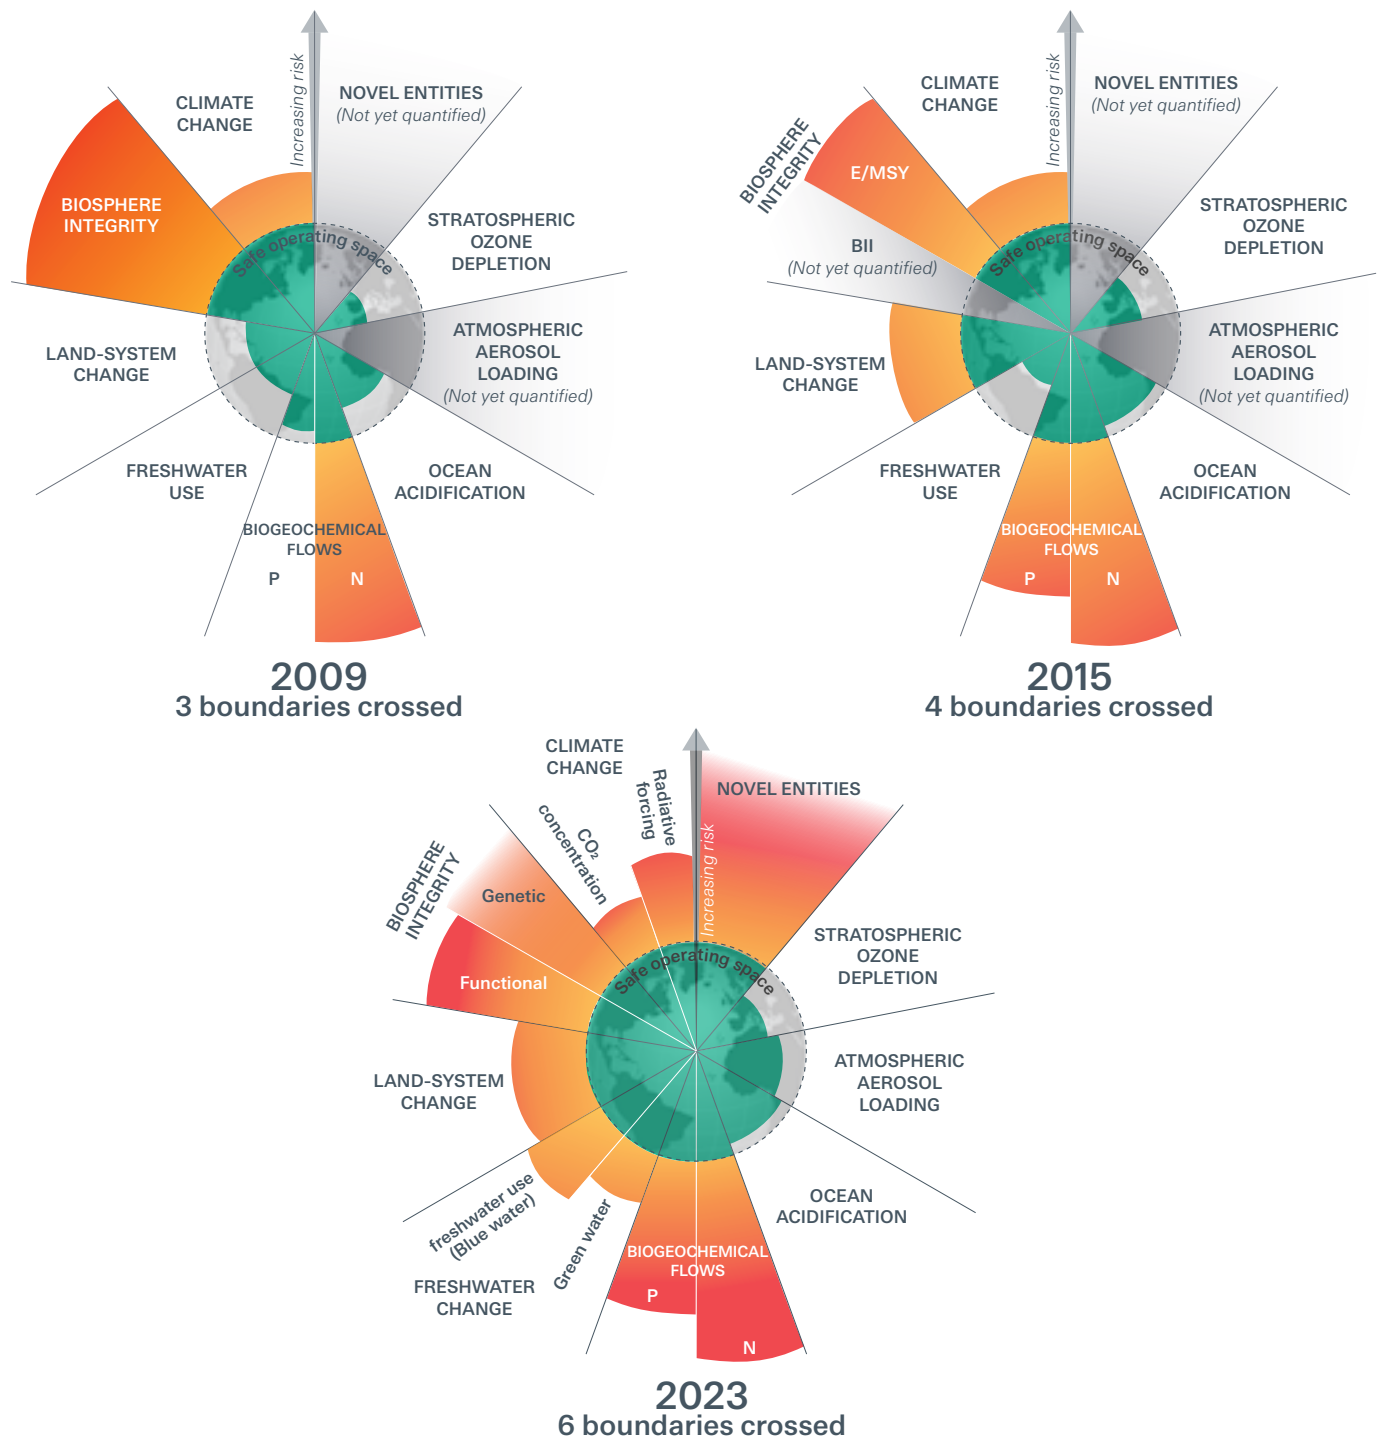 CLIMATE
CHANGE
Increasing risk
NOVEL ENTITIES
(Not yet quantified)
BIOSPHERE
INTEGRITY
STRATOSPHERIC
OZONE
DEPLETION
Safe operating space
ATMOSPHERIC
AEROSOL
LOADING
(Not yet quantified)
LAND-SYSTEM
CHANGE
FRESHWATER
USE
OCEAN
ACIDIFICATION
BIOGEOCHEMICAL
FLOWS
P
N
2009
3 boundaries crossed
CLIMATE
CHANGE
Increasing risk
NOVEL ENTITIES
(Not yet quantified)
BIOSPHERE
INTEGRITY
E/MSY
BII
(Not yet quantified)
STRATOSPHERIC
OZONE
DEPLETION
Safe operating space
ATMOSPHERIC
AEROSOL
LOADING
(Not yet quantified)
LAND-SYSTEM
CHANGE
FRESHWATER
USE
OCEAN
ACIDIFICATION
BIOGEOCHEMICAL
FLOWS
P
N
2015
4 boundaries crossed
CLIMATE
CHANGE
Radiative
forcing
CO₂
concentration
Increasing risk
NOVEL ENTITIES
BIOSPHERE
INTEGRITY
Genetic
Functional
STRATOSPHERIC
OZONE
DEPLETION
Safe operating space
ATMOSPHERIC
AEROSOL
LOADING
LAND-SYSTEM
CHANGE
freshwater use
(Blue water)
Green water
FRESHWATER
CHANGE
OCEAN
ACIDIFICATION
BIOGEOCHEMICAL
FLOWS
P
N
2023
6 boundaries crossed